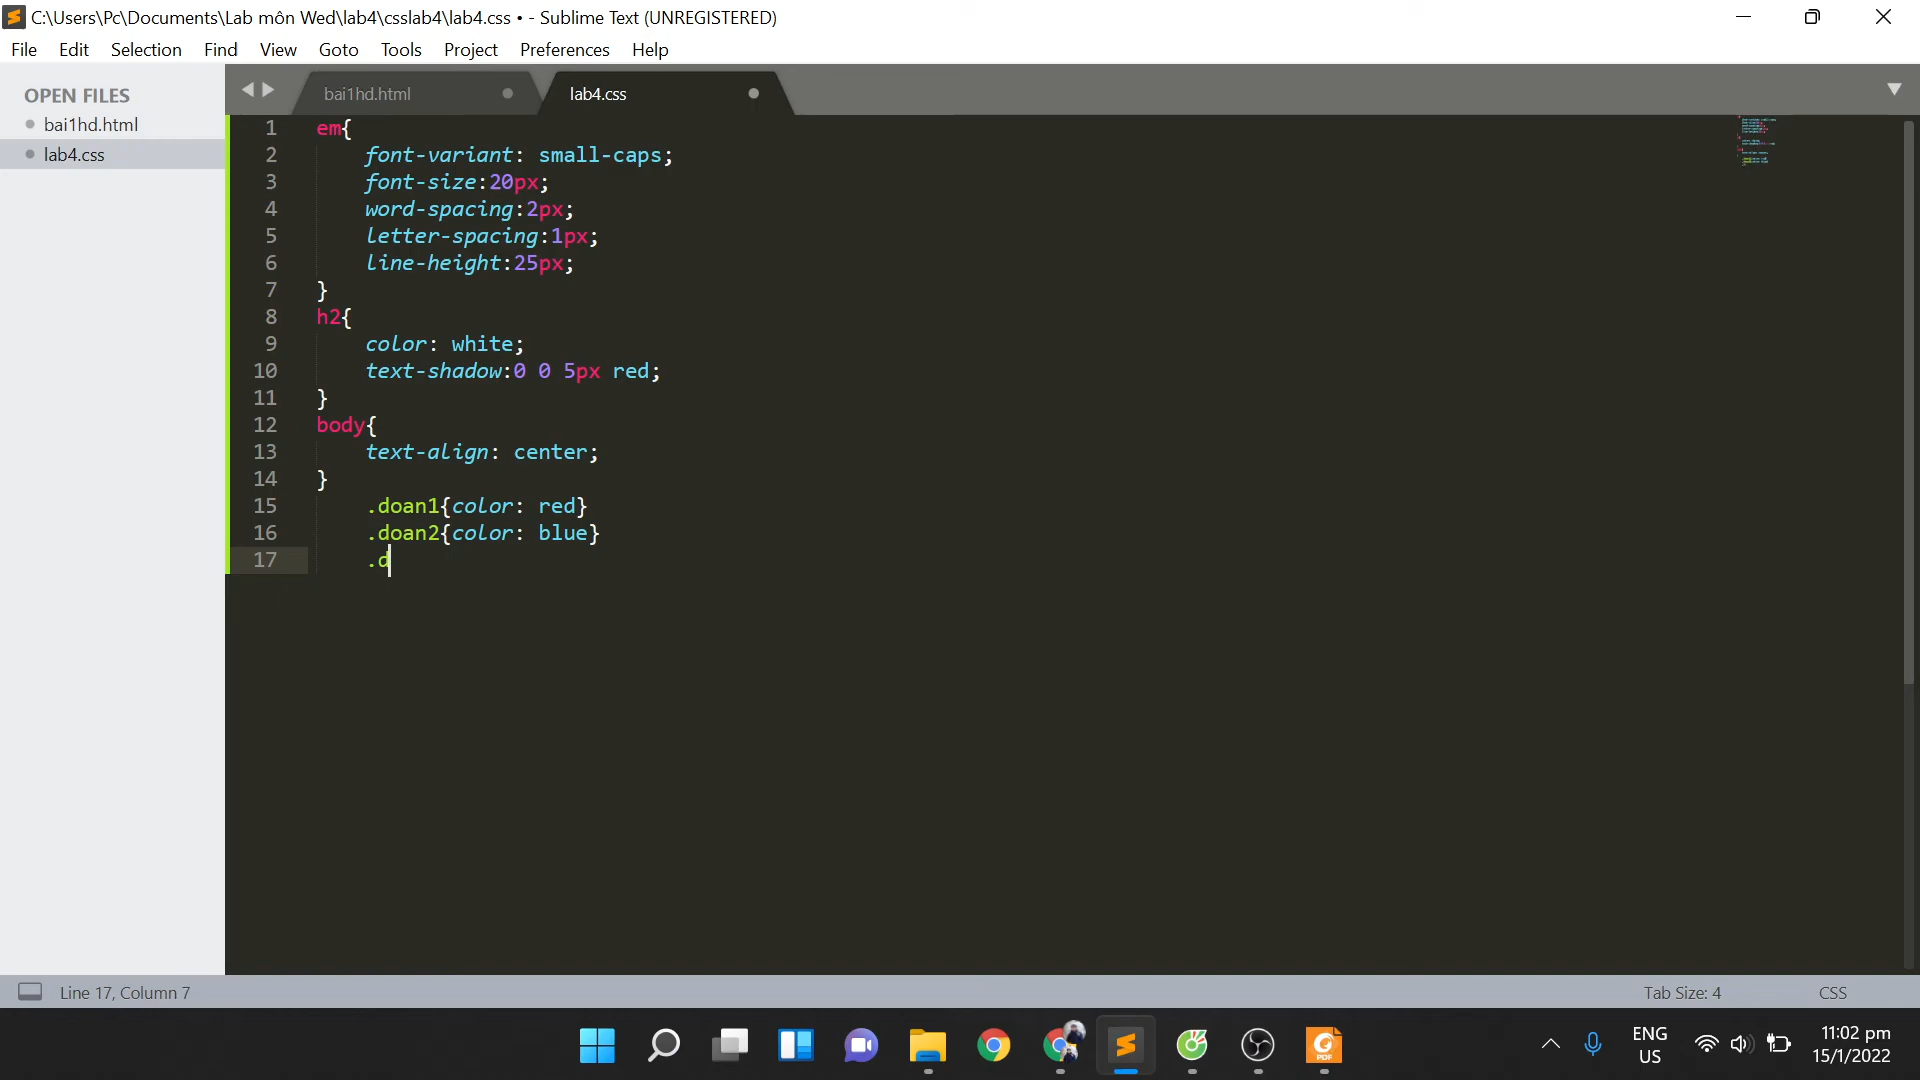 C:\Users\Pc\Documents\Lab môn Wed\lab4\csslab4\lab4.css • - Sublime Text (UNREGISTERED)
File Edit Selection Find View Goto Tools Project Preferences Help
OPEN FILES
bai1hd.html
lab4.css
bai1hd.html
lab4.css
1 em{
2 font-variant: small-caps;
3 font-size:20px;
4 word-spacing:2px;
5 letter-spacing:1px;
6 line-height:25px;
7 }
8 h2{
9 color: white;
10 text-shadow:0 0 5px red;
11 }
12 body{
13 text-align: center;
14 }
15 .doan1{color: red}
16 .doan2{color: blue}
17 .d
Line 17, Column 7
Tab Size: 4
CSS
PDF
ENG
US
11:02 pm
15/1/2022